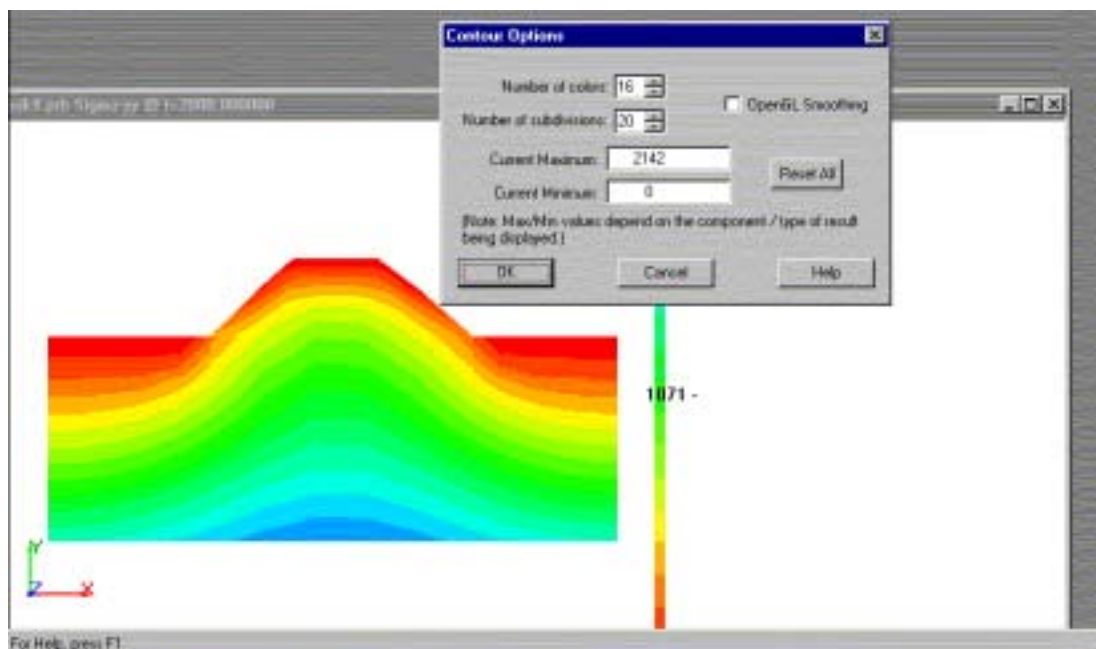 Contour Options
Number of colors: 16
OpenGL Smoothing
Number of subdivisions: 20
Current Maximum: 2142
Reset All
Current Minimum: 0
(Note: Max/Min values depend on the component / type of result
being displayed.)
OK Cancel Help
1071 -
Y
Z X
For Help, press F1